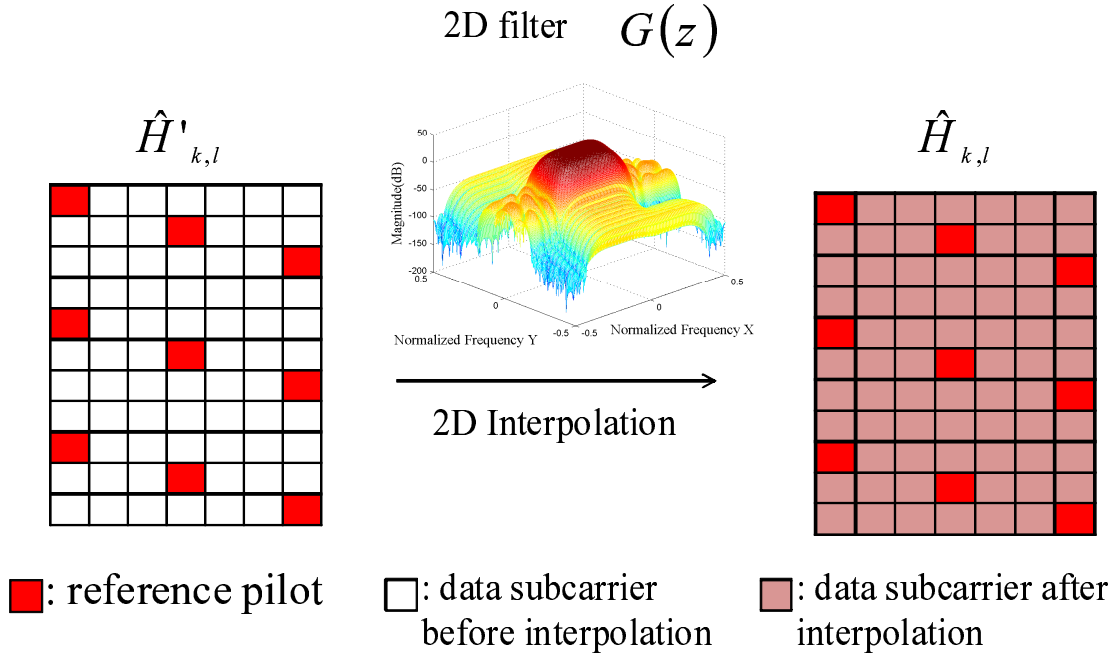 2D filter G(z)
Ĥ'k,l
Ĥk,l
Magnitude(dB)
50
0
-50
-100
-150
-200
0.5
0
-0.5
-0.5
0
0.5
Normalized Frequency Y
Normalized Frequency X
2D Interpolation
: reference pilot
: data subcarrier
before interpolation
: data subcarrier after
interpolation